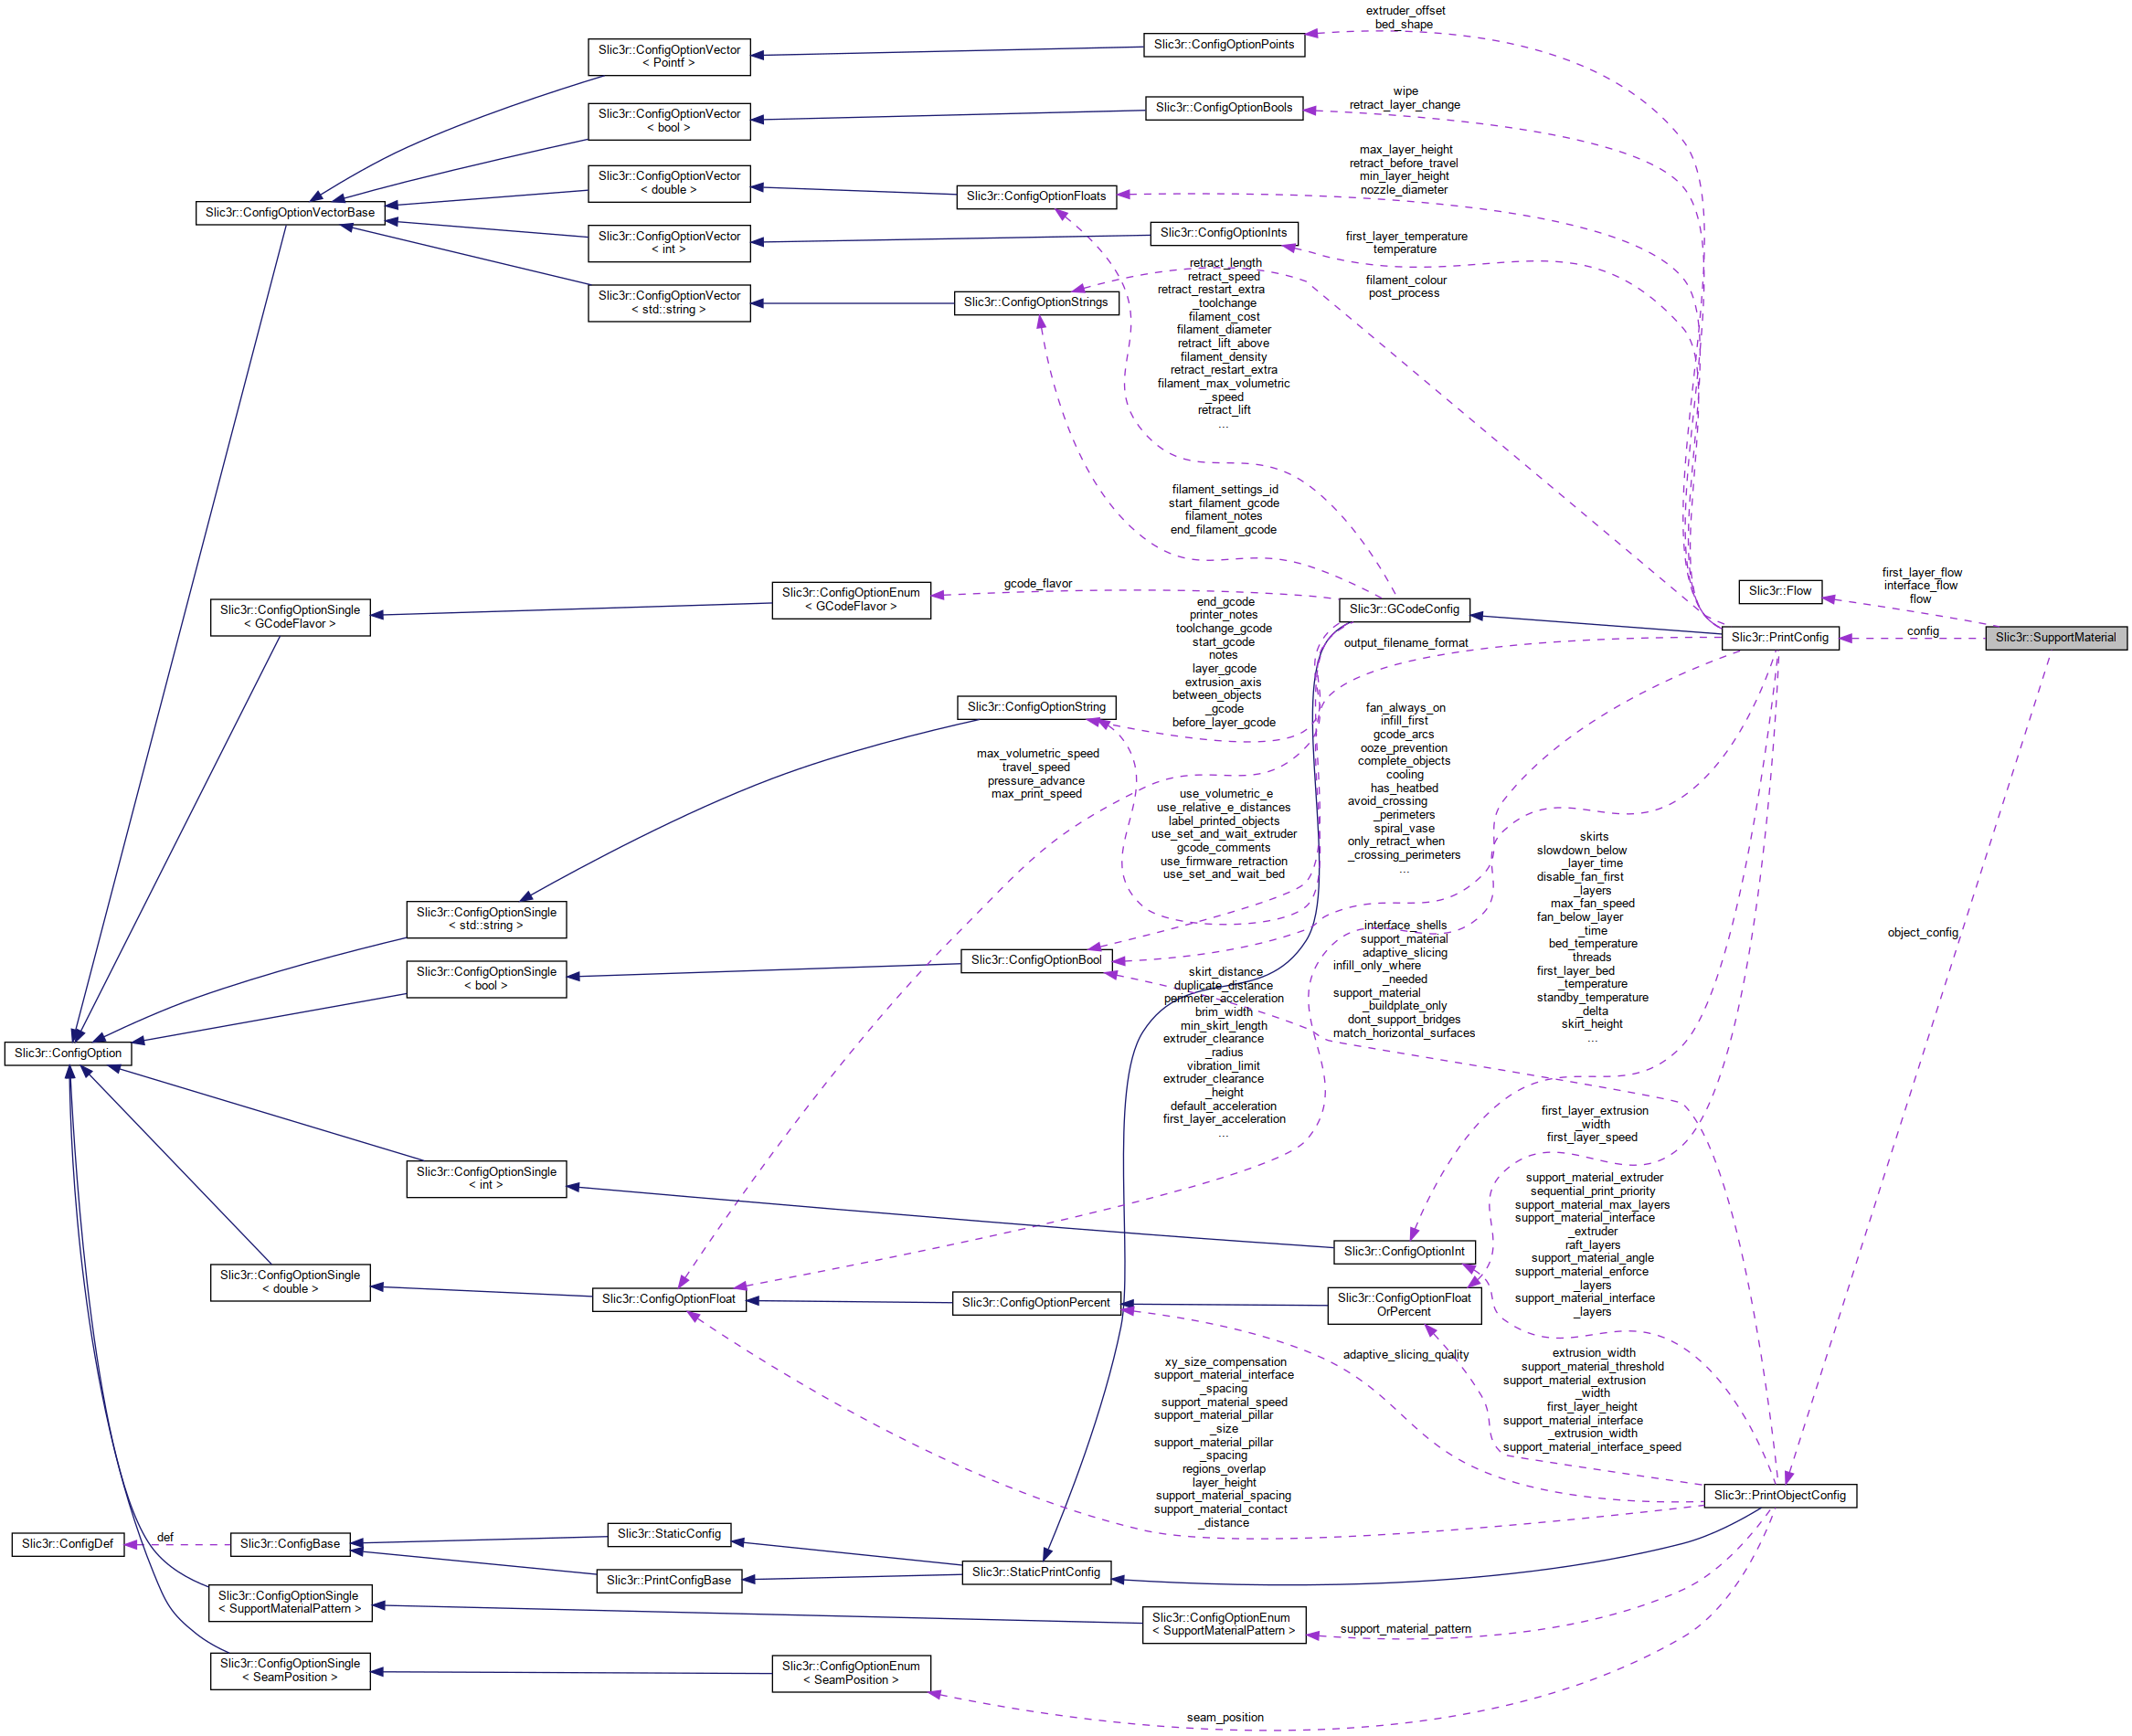 extruder_offset
bed_shape
Slic3r::ConfigOptionVector
< Pointf >
Slic3r::ConfigOptionPoints
wipe
retract_layer_change
Slic3r::ConfigOptionVector
< bool >
Slic3r::ConfigOptionBools
max_layer_height
retract_before_travel
min_layer_height
nozzle_diameter
Slic3r::ConfigOptionVector
< double >
Slic3r::ConfigOptionFloats
Slic3r::ConfigOptionVectorBase
Slic3r::ConfigOptionVector
< int >
Slic3r::ConfigOptionInts
first_layer_temperature
temperature
Slic3r::ConfigOptionVector
< std::string >
Slic3r::ConfigOptionStrings
retract_length
retract_speed
retract_restart_extra
_toolchange
filament_cost
filament_diameter
retract_lift_above
filament_density
retract_restart_extra
filament_max_volumetric
_speed
retract_lift
...
filament_colour
post_process
filament_settings_id
start_filament_gcode
filament_notes
end_filament_gcode
Slic3r::ConfigOptionSingle
< GCodeFlavor >
Slic3r::ConfigOptionEnum
< GCodeFlavor >
gcode_flavor
Slic3r::GCodeConfig
Slic3r::Flow
first_layer_flow
interface_flow
flow
Slic3r::PrintConfig
config
Slic3r::SupportMaterial
end_gcode
printer_notes
toolchange_gcode
start_gcode
notes
layer_gcode
extrusion_axis
between_objects
_gcode
before_layer_gcode
output_filename_format
Slic3r::ConfigOptionString
max_volumetric_speed
travel_speed
pressure_advance
max_print_speed
use_volumetric_e
use_relative_e_distances
label_printed_objects
use_set_and_wait_extruder
gcode_comments
use_firmware_retraction
use_set_and_wait_bed
fan_always_on
infill_first
gcode_arcs
ooze_prevention
complete_objects
cooling
has_heatbed
avoid_crossing
_perimeters
spiral_vase
only_retract_when
_crossing_perimeters
...
skirts
slowdown_below
_layer_time
disable_fan_first
_layers
max_fan_speed
fan_below_layer
_time
bed_temperature
threads
first_layer_bed
_temperature
standby_temperature
_delta
skirt_height
...
object_config
Slic3r::ConfigOptionSingle
< std::string >
Slic3r::ConfigOptionSingle
< bool >
Slic3r::ConfigOptionBool
interface_shells
support_material
adaptive_slicing
infill_only_where
_needed
support_material
_buildplate_only
dont_support_bridges
match_horizontal_surfaces
skirt_distance
duplicate_distance
perimeter_acceleration
brim_width
min_skirt_length
extruder_clearance
_radius
vibration_limit
extruder_clearance
_height
default_acceleration
first_layer_acceleration
...
Slic3r::ConfigOption
first_layer_extrusion
_width
first_layer_speed
Slic3r::ConfigOptionSingle
< int >
support_material_extruder
sequential_print_priority
support_material_max_layers
support_material_interface
_extruder
raft_layers
support_material_angle
support_material_enforce
_layers
support_material_interface
_layers
Slic3r::ConfigOptionInt
Slic3r::ConfigOptionSingle
< double >
Slic3r::ConfigOptionFloat
Slic3r::ConfigOptionPercent
Slic3r::ConfigOptionFloat
OrPercent
adaptive_slicing_quality
extrusion_width
support_material_threshold
support_material_extrusion
_width
first_layer_height
support_material_interface
_extrusion_width
support_material_interface_speed
xy_size_compensation
support_material_interface
_spacing
support_material_speed
support_material_pillar
_size
support_material_pillar
_spacing
regions_overlap
layer_height
support_material_spacing
support_material_contact
_distance
Slic3r::PrintObjectConfig
Slic3r::ConfigDef
def
Slic3r::ConfigBase
Slic3r::StaticConfig
Slic3r::PrintConfigBase
Slic3r::StaticPrintConfig
Slic3r::ConfigOptionSingle
< SupportMaterialPattern >
Slic3r::ConfigOptionEnum
< SupportMaterialPattern >
support_material_pattern
Slic3r::ConfigOptionSingle
< SeamPosition >
Slic3r::ConfigOptionEnum
< SeamPosition >
seam_position